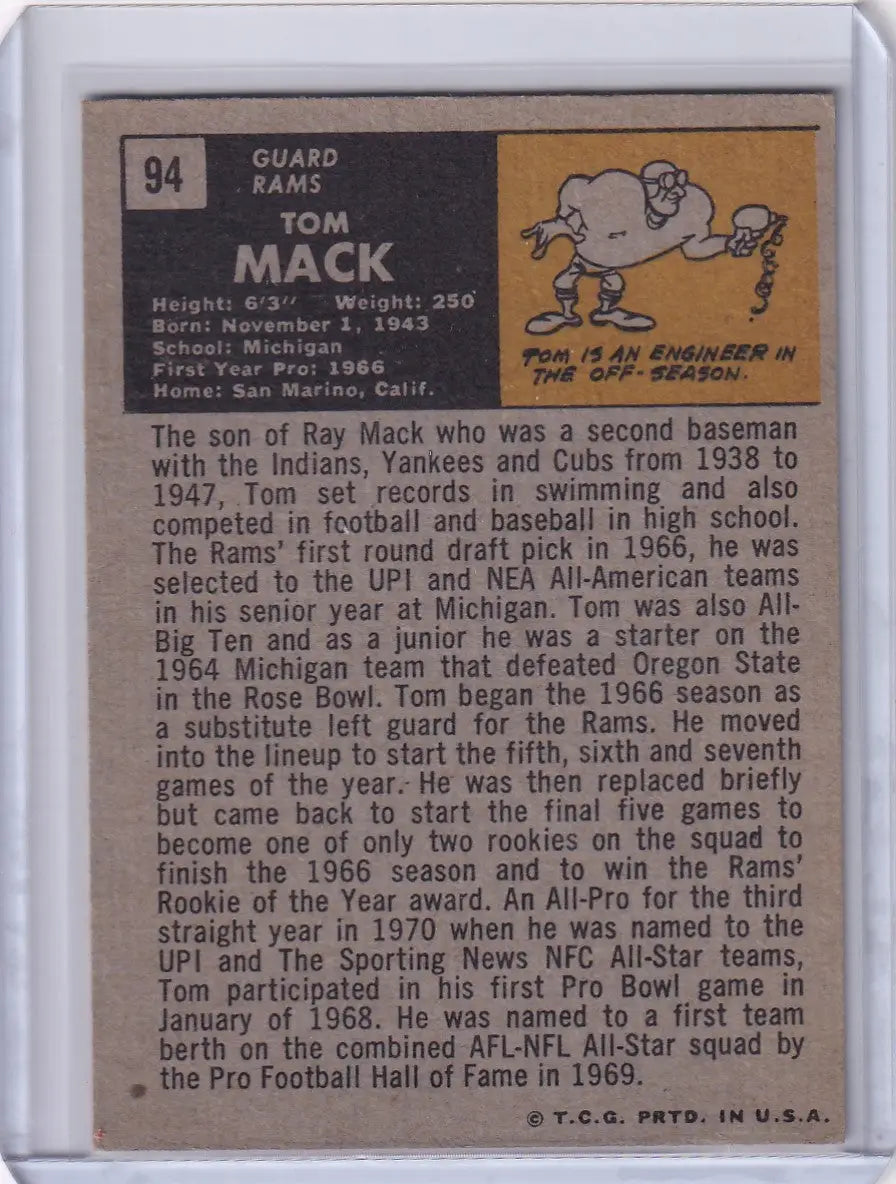 94
GUARD
RAMS
TOM
MACK
Height: 6'3'' Weight: 250
Born: November 1, 1943
School: Michigan
First Year Pro: 1966
Home: San Marino, Calif.
TOM IS AN ENGINEER IN
THE OFF-SEASON.
The son of Ray Mack who was a second baseman
with the Indians, Yankees and Cubs from 1938 to
1947, Tom set records in swimming and also
competed in football and baseball in high school.
The Rams' first round draft pick in 1966, he was
selected to the UPI and NEA All-American teams
in his senior year at Michigan. Tom was also All-
Big Ten and as a junior he was a starter on the
1964 Michigan team that defeated Oregon State
in the Rose Bowl. Tom began the 1966 season as
a substitute left guard for the Rams. He moved
into the lineup to start the fifth, sixth and seventh
games of the year. He was then replaced briefly
but came back to start the final five games to
become one of only two rookies on the squad to
finish the 1966 season and to win the Rams'
Rookie of the Year award. An All-Pro for the third
straight year in 1970 when he was named to the
UPI and The Sporting News NFC All-Star teams,
Tom participated in his first Pro Bowl game in
January of 1968. He was named to a first team
berth on the combined AFL-NFL All-Star squad by
the Pro Football Hall of Fame in 1969.
© T.C.G. PRTD. IN U.S.A.